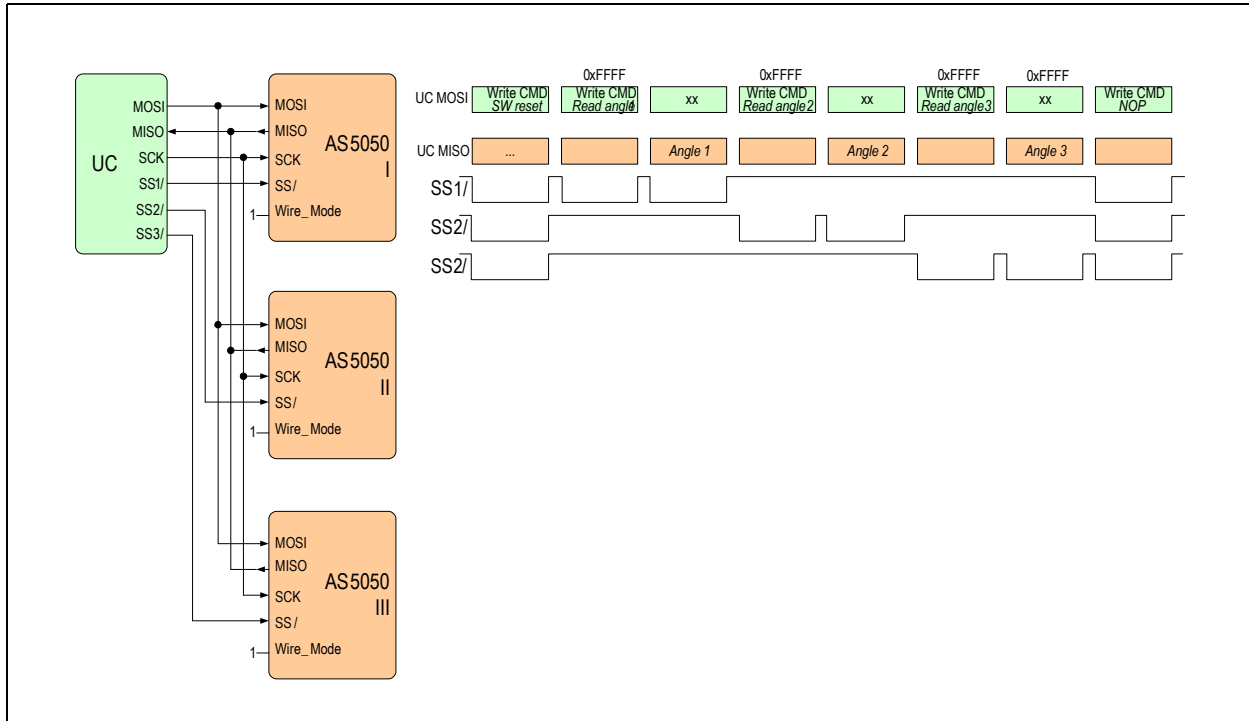 UC
MOSI
MISO
SCK
SS1/
SS2/
SS3/
MOSI
MISO
SCK
SS/
Wire_Mode
1
AS5050
I
MOSI
MISO
SCK
SS/
Wire_Mode
1
AS5050
II
MOSI
MISO
SCK
SS/
Wire_Mode
1
AS5050
III
0xFFFF 0xFFFF 0xFFFF 0xFFFF
UC MOSI
Write CMD
SW reset
Write CMD
Read angle1
xx
Write CMD
Read angle2
xx
Write CMD
Read angle3
xx
Write CMD
NOP
UC MISO
... Angle 1 Angle 2 Angle 3
SS1/
SS2/
SS2/